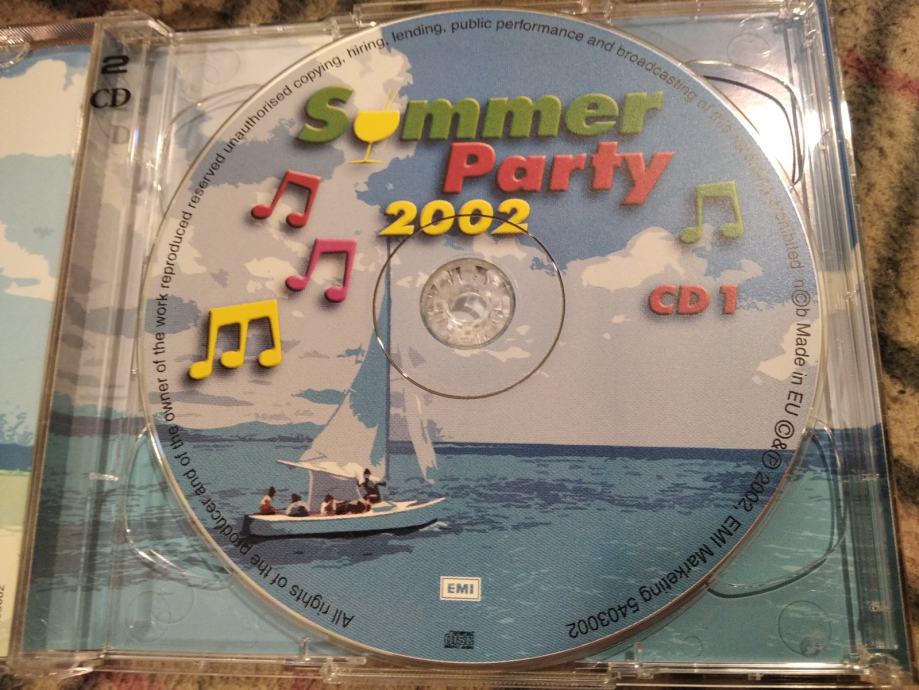 2
CD
Summer
Party
2002
CD 1
EMI
disc
All rights of the producer and of the owner of the work reproduced reserved unauthorised copying, hiring, lending, public performance and broadcasting of this
prohibited n©b Made in EU ©&℗ 2002, EMI Marketing 5403002